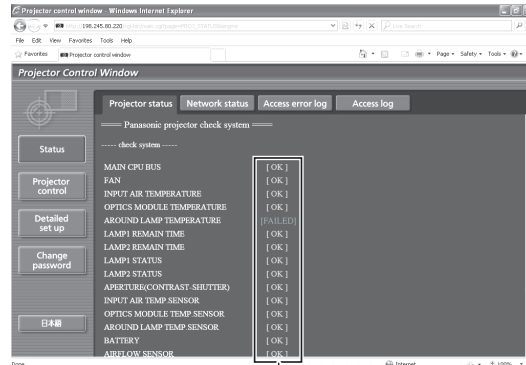 Projector control window
http://198.245.80.220
Live Search
File Edit View Favorites Tools Help
Favorites Projector control window
Page Safety Tools
Projector Control Window
Projector status Network status Access error log Access log
═══ Panasonic projector check system ═══
----- check system -----
Status
Projector control
Detailed set up
Change password
日本語
MAIN CPU BUS [ OK ]
FAN [ OK ]
INPUT AIR TEMPERATURE [ OK ]
OPTICS MODULE TEMPERATURE [ OK ]
AROUND LAMP TEMPERATURE [FAILED]
LAMP1 REMAIN TIME [ OK ]
LAMP2 REMAIN TIME [ OK ]
LAMP1 STATUS [ OK ]
LAMP2 STATUS [ OK ]
APERTURE(CONTRAST-SHUTTER) [ OK ]
INPUT AIR TEMP.SENSOR [ OK ]
OPTICS MODULE TEMP.SENSOR [ OK ]
AROUND LAMP TEMP.SENSOR [ OK ]
BATTERY [ OK ]
AIRFLOW SENSOR [ OK ]
Done Internet 100%